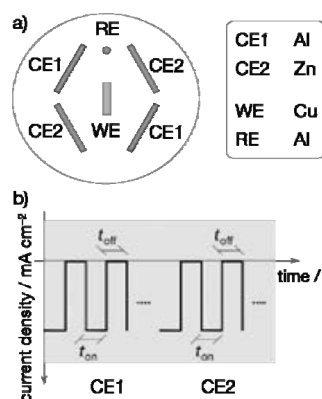 a)
RE
CE1 CE2
CE2 WE CE1
CE1 Al
CE2 Zn
WE Cu
RE Al
b)
current density / mA cm⁻²
t_off t_off
time /
t_on t_on
CE1 CE2